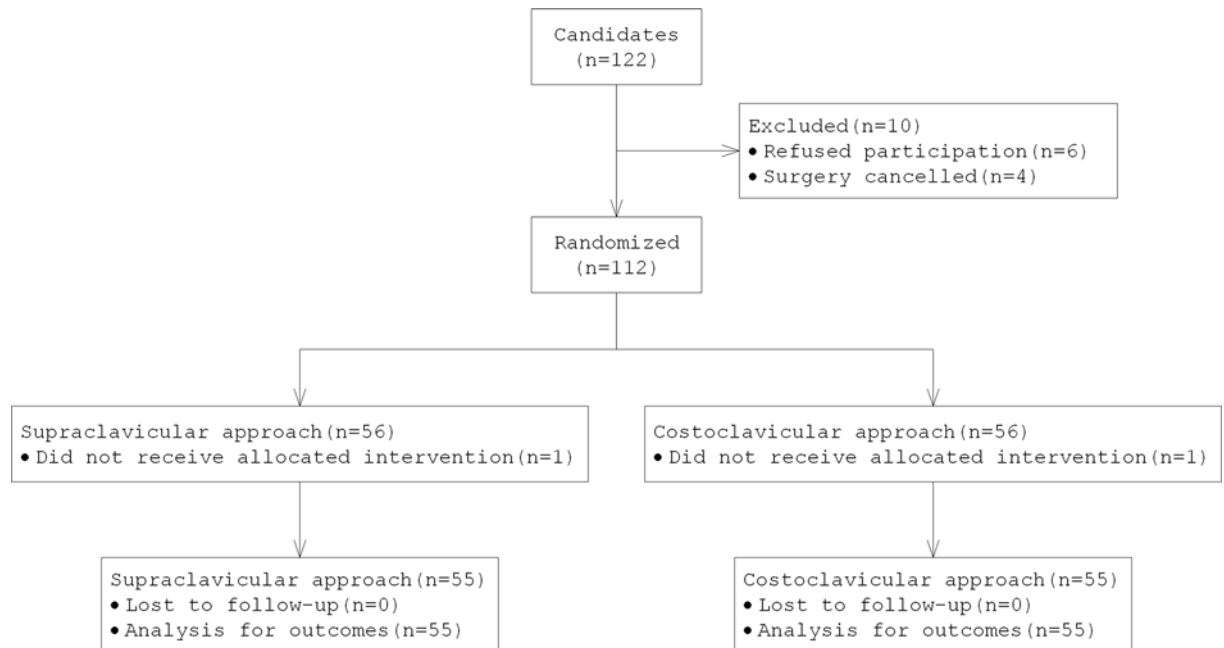 Candidates
(n=122)
Excluded(n=10)
• Refused participation(n=6)
• Surgery cancelled(n=4)
Randomized
(n=112)
Supraclavicular approach(n=56)
• Did not receive allocated intervention(n=1)
Costoclavicular approach(n=56)
• Did not receive allocated intervention(n=1)
Supraclavicular approach(n=55)
• Lost to follow-up(n=0)
• Analysis for outcomes(n=55)
Costoclavicular approach(n=55)
• Lost to follow-up(n=0)
• Analysis for outcomes(n=55)